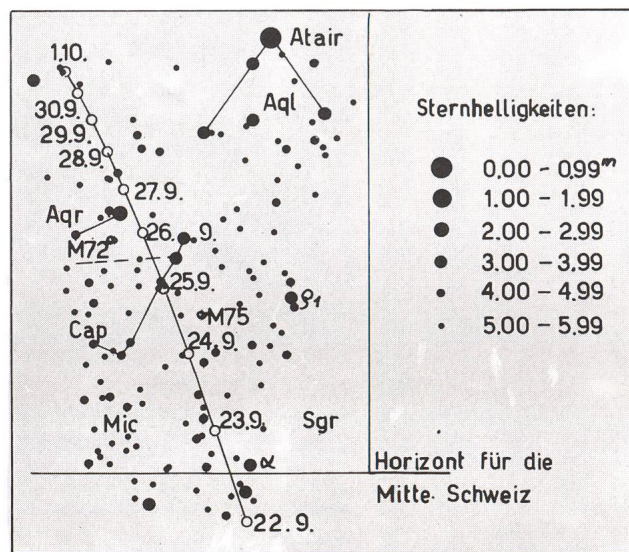 Atair
1.10.
Aql
30.9.
29.9.
28.9.
27.9.
Aqr
26. 9.
M72
25.9.
ρ1
M75
Cap
24.9.
23.9.
Mic
Sgr
α
22.9.
Sternhelligkeiten:
0.00 – 0.99m
1.00 – 1.99
2.00 – 2.99
3.00 – 3.99
4.00 – 4.99
5.00 – 5.99
Horizont für die
Mitte Schweiz